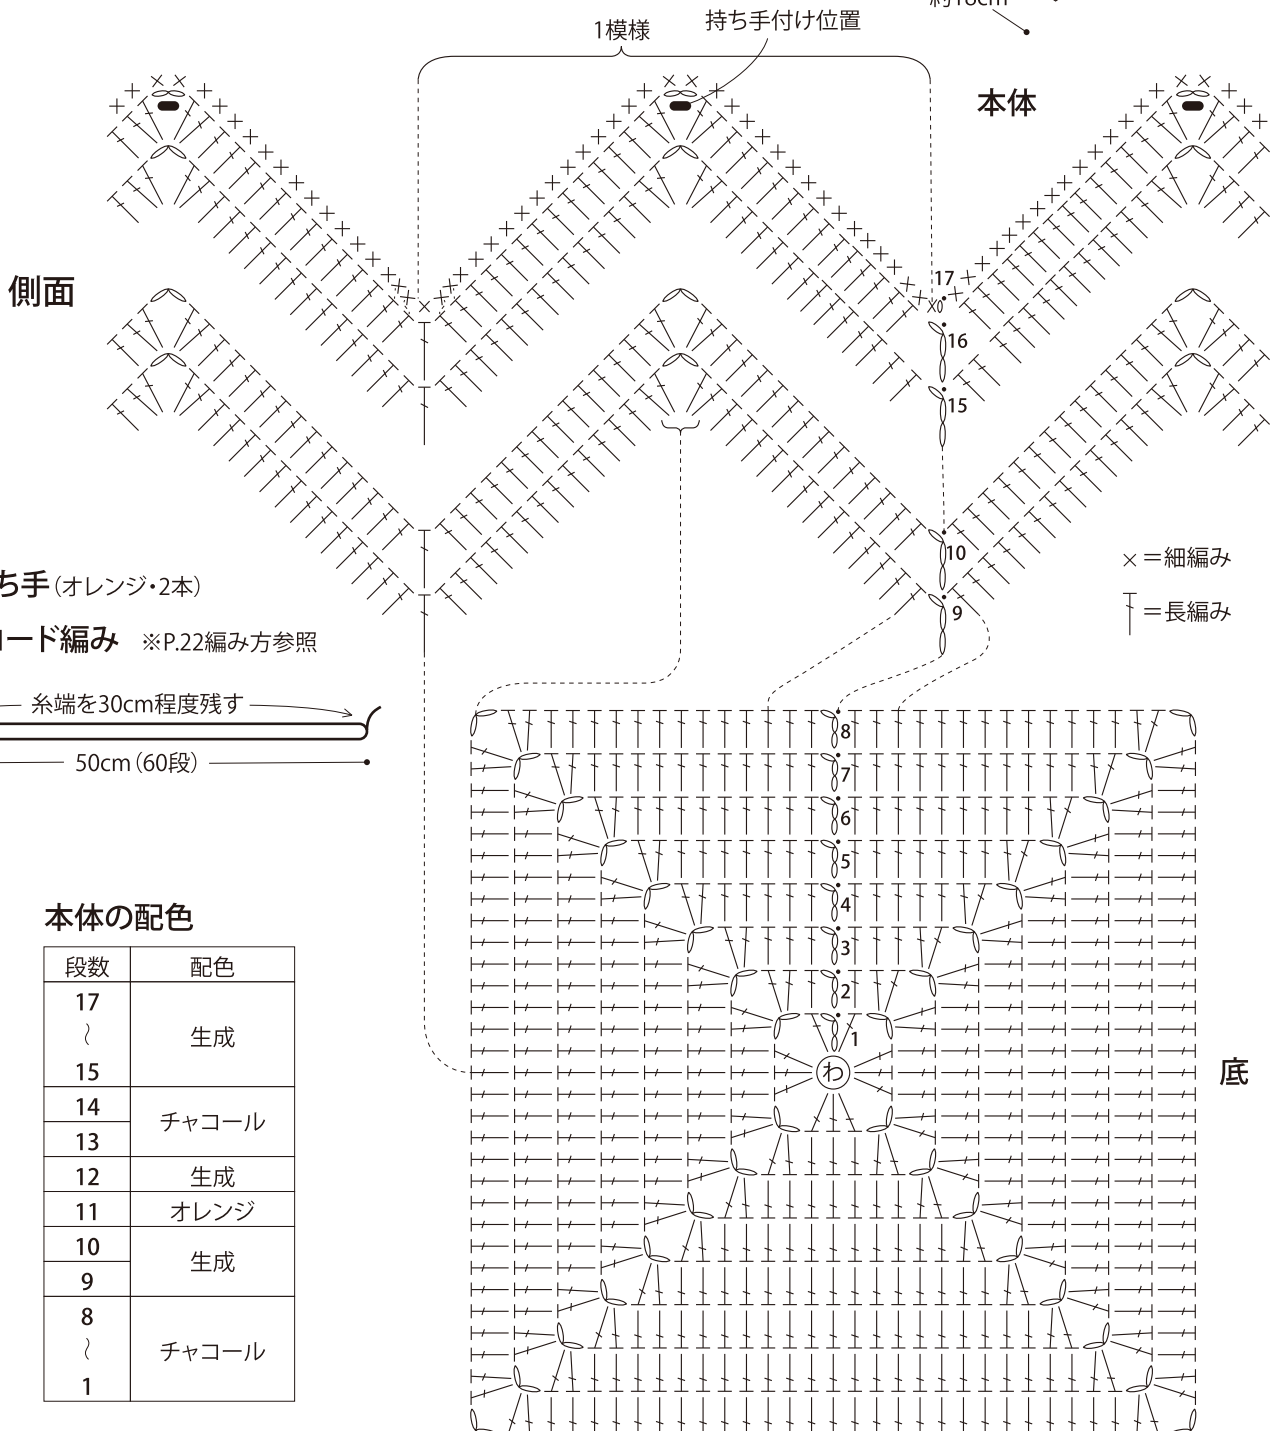 約18cm
1模様
持ち手付け位置
本体
側面
17
16
15
10
9
×＝細編み
＝長編み
ち手(オレンジ・2本)
コード編み ※P.22編み方参照
糸端を30cm程度残す
50cm(60段)
8
7
6
5
4
3
2
1
わ
底
本体の配色
段数 配色
17
〜 生成
15
14 チャコール
13
12 生成
11 オレンジ
10 生成
9
8
〜 チャコール
1